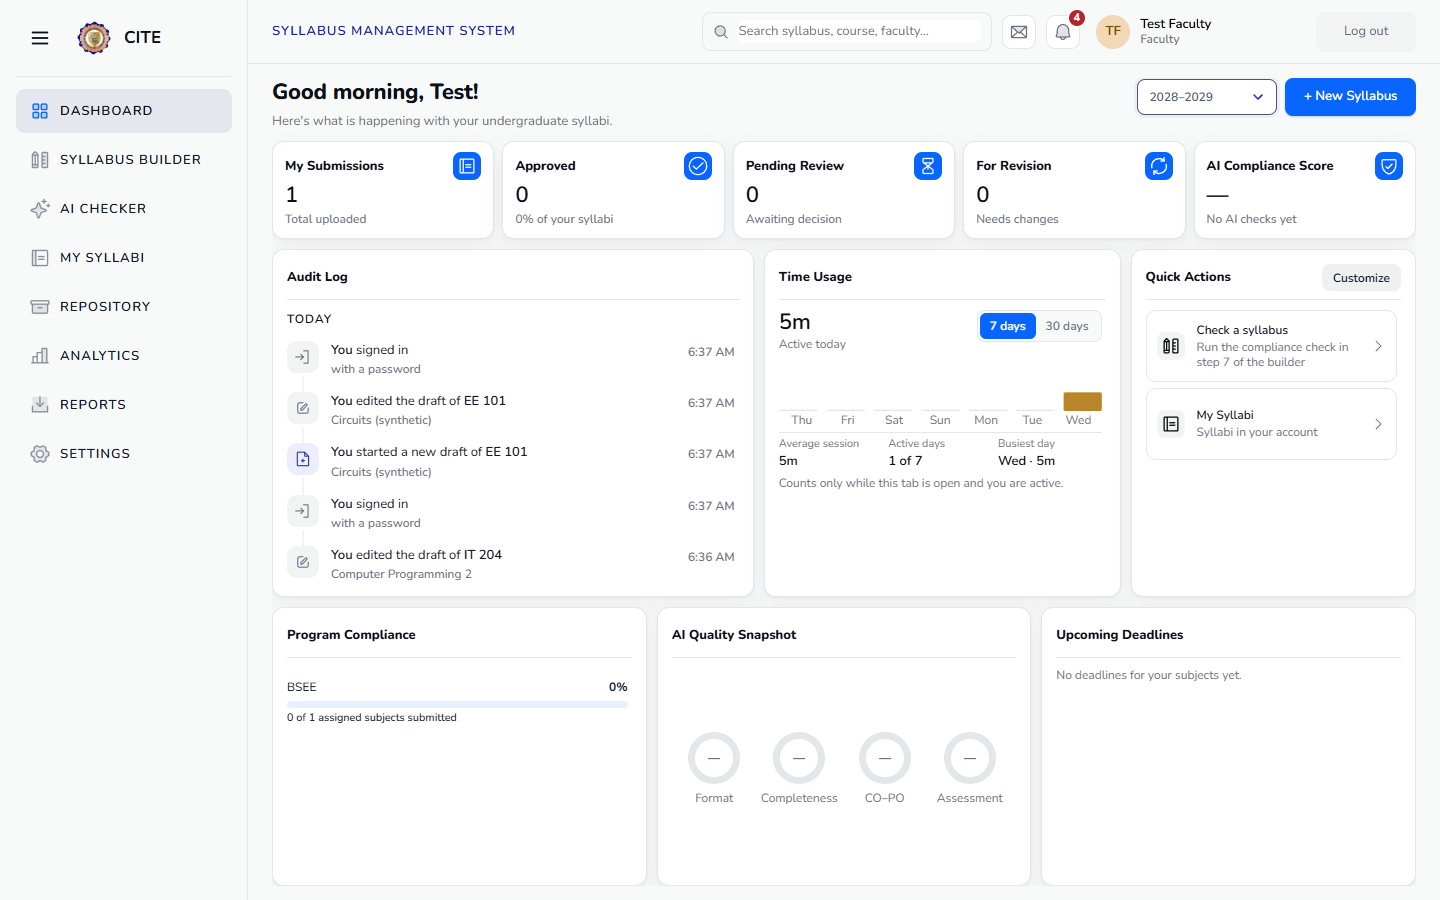 CITE
SYLLABUS MANAGEMENT SYSTEM
Search syllabus, course, faculty...
4
TF
Test Faculty
Faculty
Log out
DASHBOARD
SYLLABUS BUILDER
AI CHECKER
MY SYLLABI
REPOSITORY
ANALYTICS
REPORTS
SETTINGS
Good morning, Test!
Here's what is happening with your undergraduate syllabi.
2028–2029
+ New Syllabus
My Submissions
1
Total uploaded
Approved
0
0% of your syllabi
Pending Review
0
Awaiting decision
For Revision
0
Needs changes
AI Compliance Score
—
No AI checks yet
Audit Log
TODAY
You signed in
with a password
6:37 AM
You edited the draft of EE 101
Circuits (synthetic)
6:37 AM
You started a new draft of EE 101
Circuits (synthetic)
6:37 AM
You signed in
with a password
6:37 AM
You edited the draft of IT 204
Computer Programming 2
6:36 AM
Time Usage
5m
Active today
7 days
30 days
Thu Fri Sat Sun Mon Tue Wed
Average session
5m
Active days
1 of 7
Busiest day
Wed · 5m
Counts only while this tab is open and you are active.
Quick Actions
Customize
Check a syllabus
Run the compliance check in
step 7 of the builder
My Syllabi
Syllabi in your account
Program Compliance
BSEE
0%
0 of 1 assigned subjects submitted
AI Quality Snapshot
— — — —
Format Completeness CO–PO Assessment
Upcoming Deadlines
No deadlines for your subjects yet.